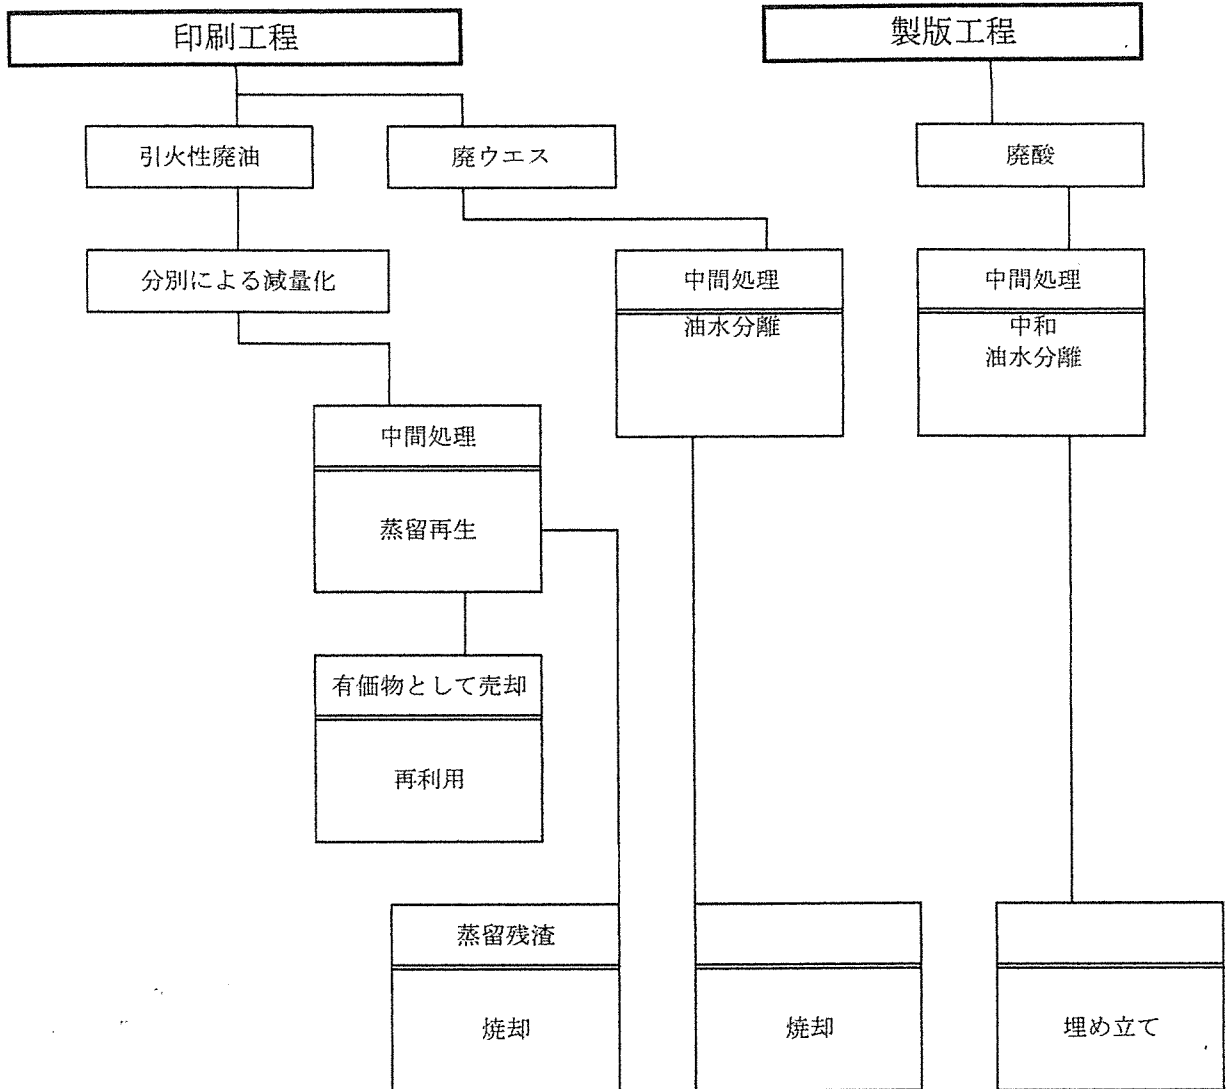 印刷工程
製版工程
引火性廃油
廃ウエス
廃酸
分別による減量化
中間処理
油水分離
中間処理
中和
油水分離
中間処理
蒸留再生
有価物として売却
再利用
蒸留残渣
焼却
焼却
埋め立て